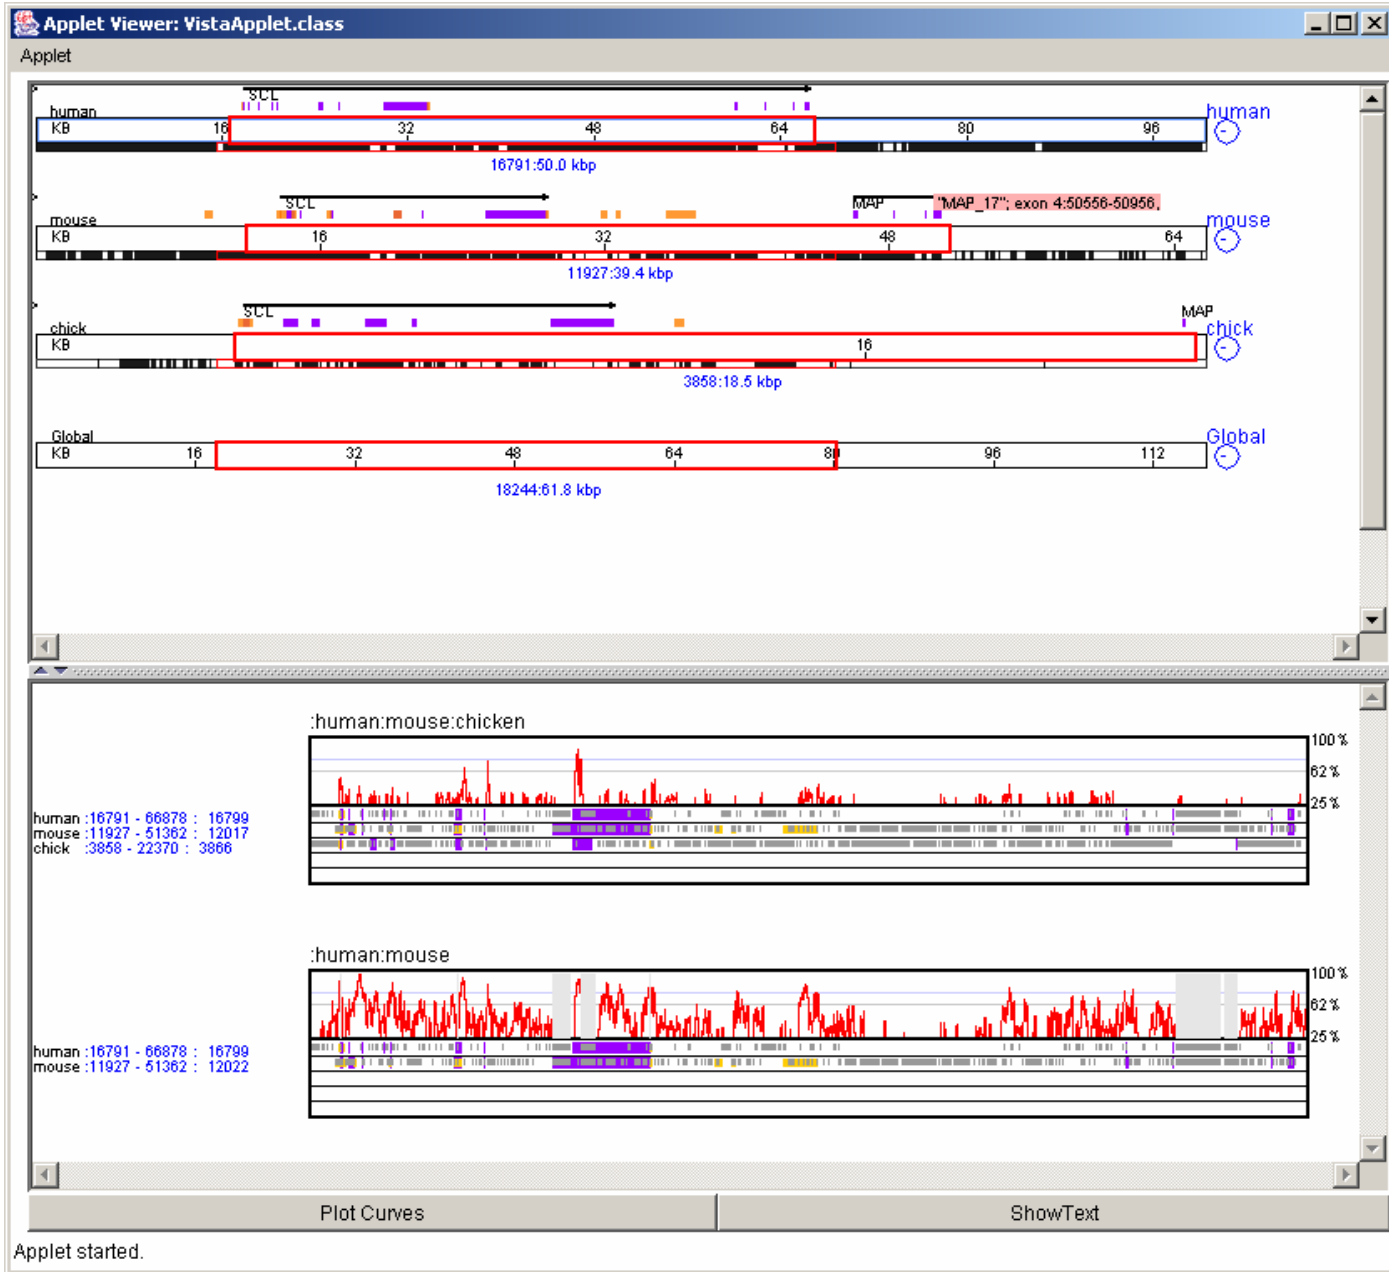 Applet Viewer: VistaApplet.class
Applet
SCL
human
KB 16 32 48 64 80 96
human
16791:50.0 kbp
SCL
MAP
"MAP_17"; exon 4:50556-50956,
mouse
KB 16 32 48 64
mouse
11927:39.4 kbp
SCL
MAP
chick
KB 16
chick
3858:18.5 kbp
Global
KB 16 32 48 64 80 96 112
Global
18244:61.8 kbp
:human:mouse:chicken
100%
62%
25%
human :16791 - 66878 : 16799
mouse :11927 - 51362 : 12017
chick :3858 - 22370 : 3866
:human:mouse
100%
62%
25%
human :16791 - 66878 : 16799
mouse :11927 - 51362 : 12022
Plot Curves
ShowText
Applet started.